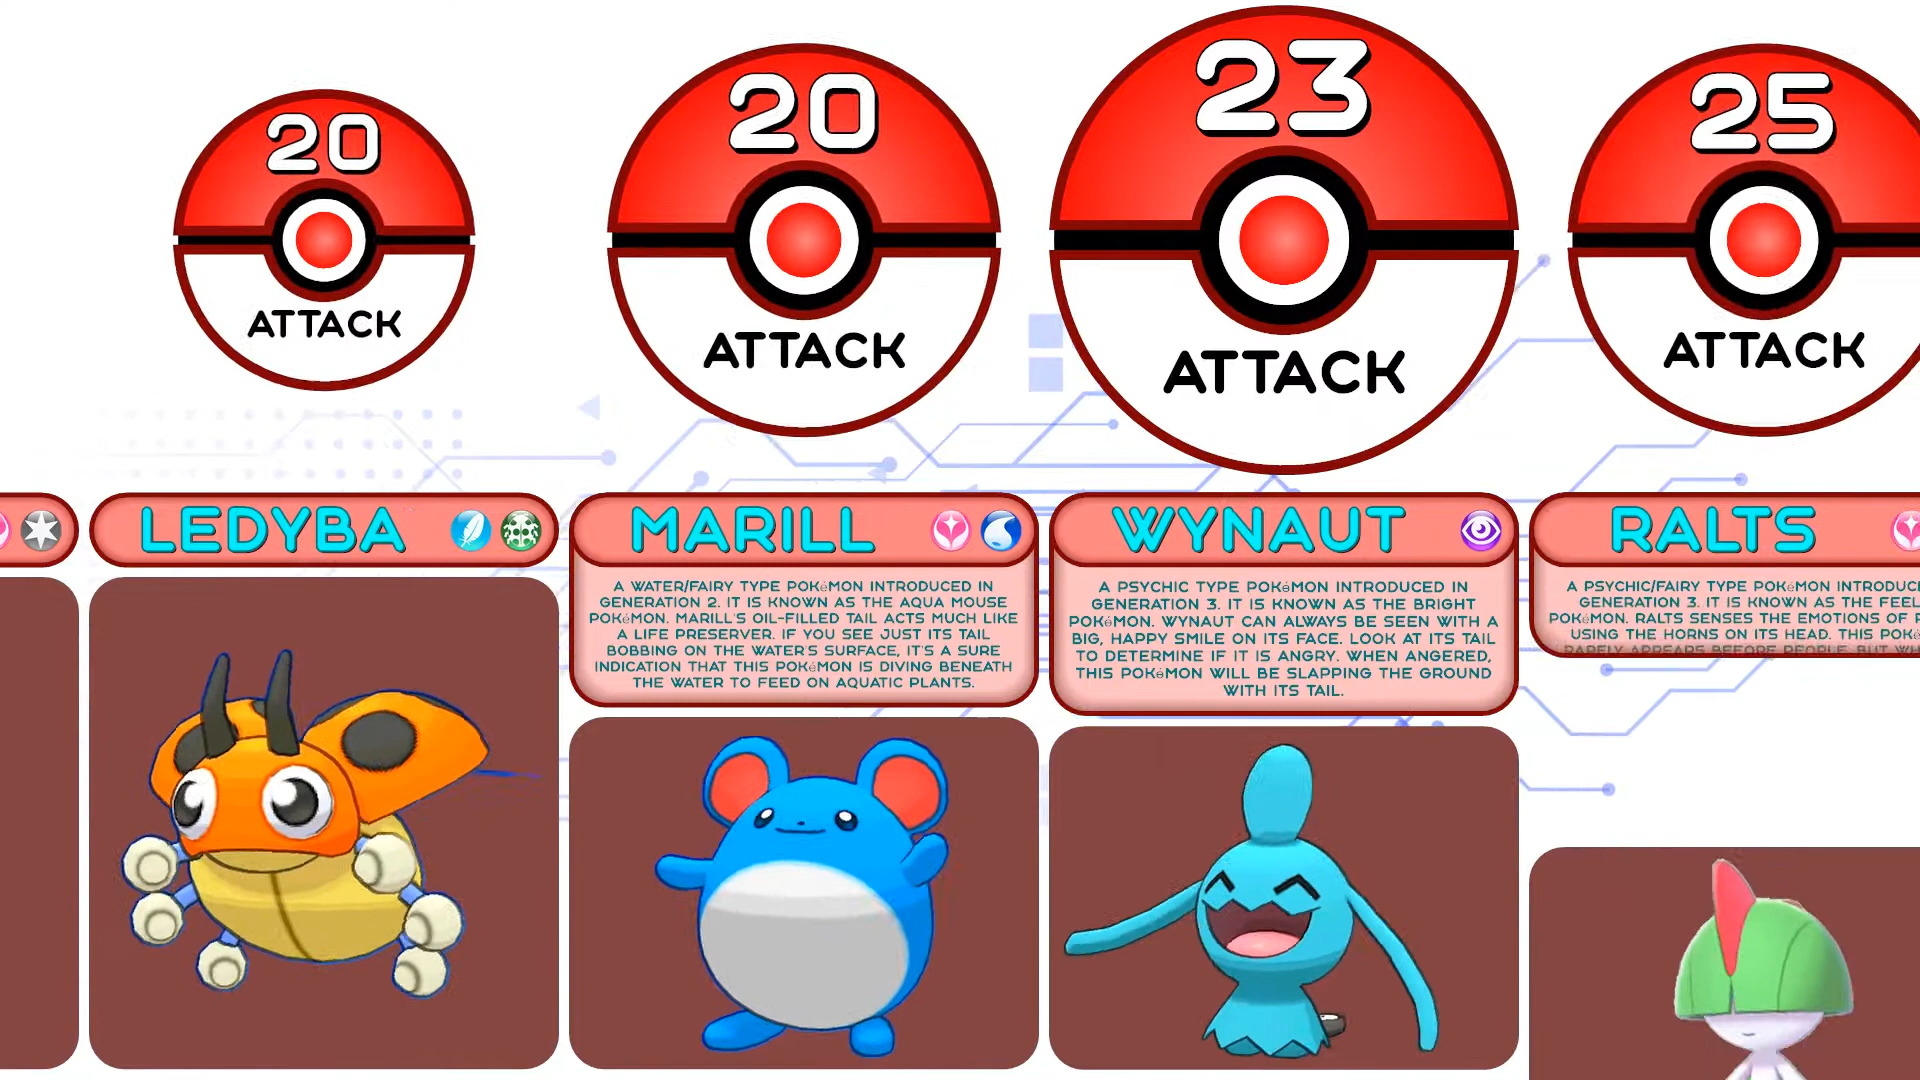 20
ATTACK
20
ATTACK
23
ATTACK
25
ATTACK
LEDYBA
MARILL
A WATER/FAIRY TYPE POKéMON INTRODUCED IN
GENERATION 2. IT IS KNOWN AS THE AQUA MOUSE
POKéMON. MARILL'S OIL-FILLED TAIL ACTS MUCH LIKE
A LIFE PRESERVER. IF YOU SEE JUST ITS TAIL
BOBBING ON THE WATER'S SURFACE, IT'S A SURE
INDICATION THAT THIS POKéMON IS DIVING BENEATH
THE WATER TO FEED ON AQUATIC PLANTS.
WYNAUT
A PSYCHIC TYPE POKéMON INTRODUCED IN
GENERATION 3. IT IS KNOWN AS THE BRIGHT
POKéMON. WYNAUT CAN ALWAYS BE SEEN WITH A
BIG, HAPPY SMILE ON ITS FACE. LOOK AT ITS TAIL
TO DETERMINE IF IT IS ANGRY. WHEN ANGERED,
THIS POKéMON WILL BE SLAPPING THE GROUND
WITH ITS TAIL.
RALTS
A PSYCHIC/FAIRY TYPE POKéMON
GENERATION 3. IT IS KNOWN AS THE
POKéMON. RALTS SENSES THE EMOTIONS OF
USING THE HORNS ON ITS HEAD. THIS
RARELY APPEARS BEFORE PEOPLE. BUT